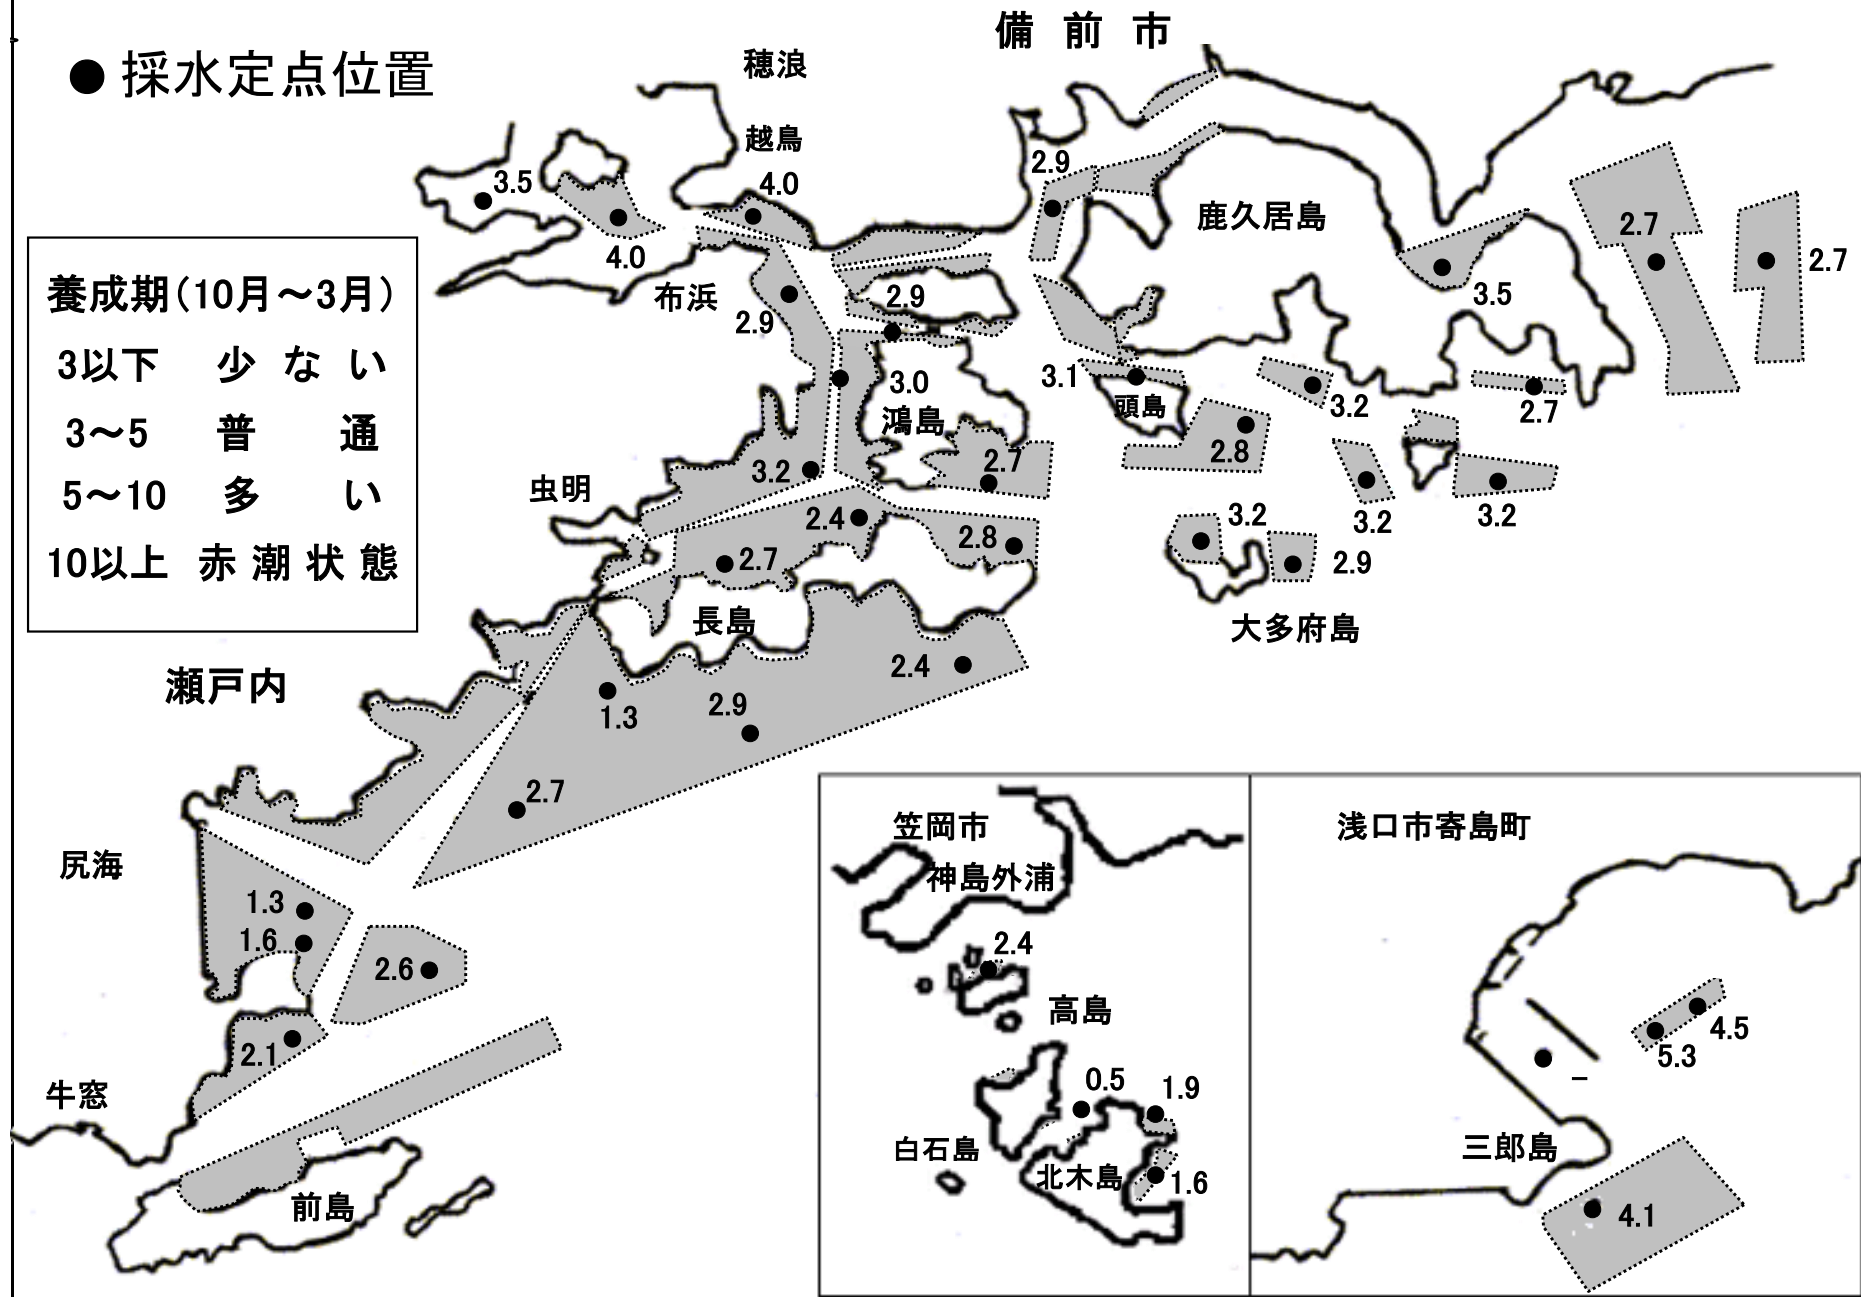 備前市
●採水定点位置
穂浪
越鳥
3.5
4.0
4.0
2.9
鹿久居島
2.7
2.7
3.5
養成期(10月～3月)
3以下 少ない
3～5 普通
5～10 多い
10以上 赤潮状態
布浜
2.9
2.9
3.0
鴻島
3.1
頭島
3.2
2.7
2.8
3.2
2.7
虫明
2.4
2.8
3.2
3.2
3.2
2.7
2.9
長島
大多府島
瀬戸内
2.4
1.3
2.9
2.7
尻海
1.3
1.6
2.6
2.1
牛窓
前島
笠岡市
神島外浦
2.4
高島
0.5
1.9
白石島
北木島
1.6
浅口市寄島町
4.5
5.3
–
三郎島
4.1